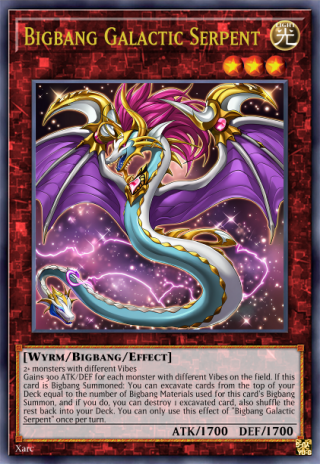 Bigbang Galactic Serpent
LIGHT
光
[Wyrm/Bigbang/Effect]
2+ monsters with different Vibes
Gains 300 ATK/DEF for each monster with different Vibes on the field. If this
card is Bigbang Summoned: You can excavate cards from the top of your
Deck equal to the number of Bigbang Materials used for this card's Bigbang
Summon, and if you do, you can destroy 1 excavated card, also shuffle the
rest back into your Deck. You can only use this effect of "Bigbang Galactic
Serpent" once per turn.
ATK/1700 DEF/1700
Xarc